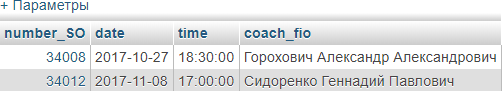 + Параметры
number_SO date time coach_fio
34008 2017-10-27 18:30:00 Горохович Александр Александрович
34012 2017-11-08 17:00:00 Сидоренко Геннадий Павлович